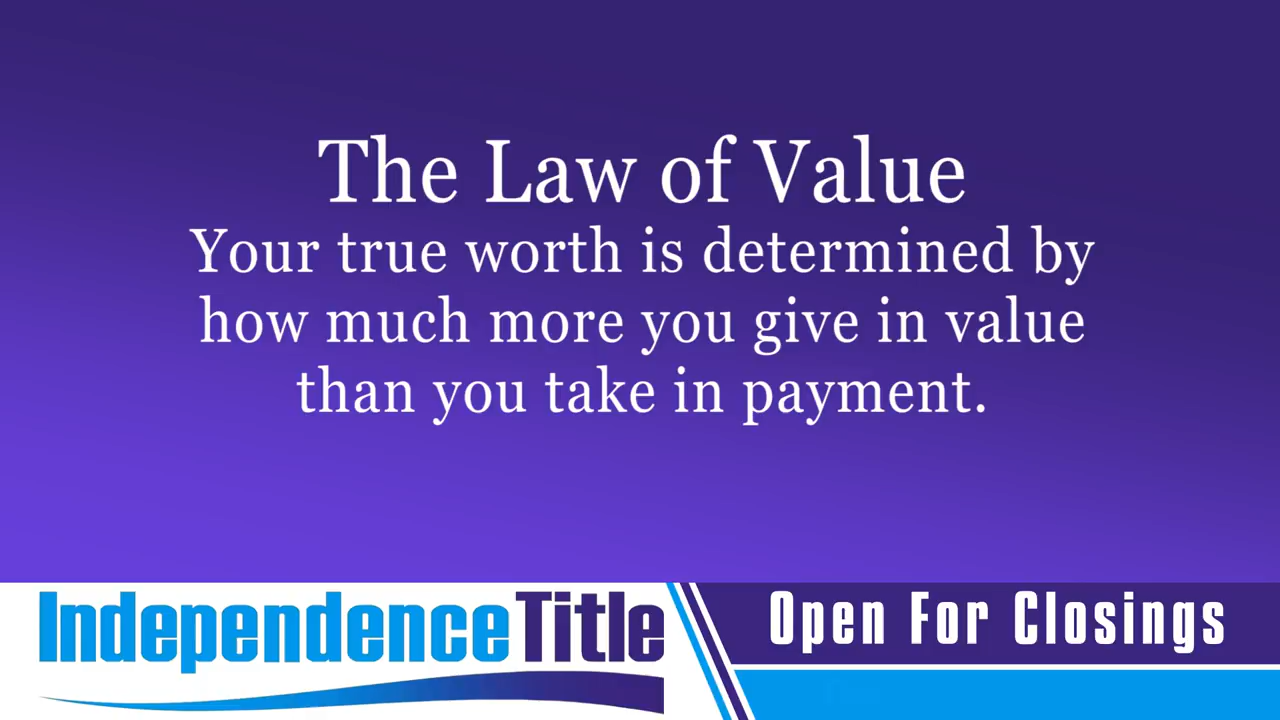 The Law of Value
Your true worth is determined by
how much more you give in value
than you take in payment.
IndependenceTitle
Open For Closings